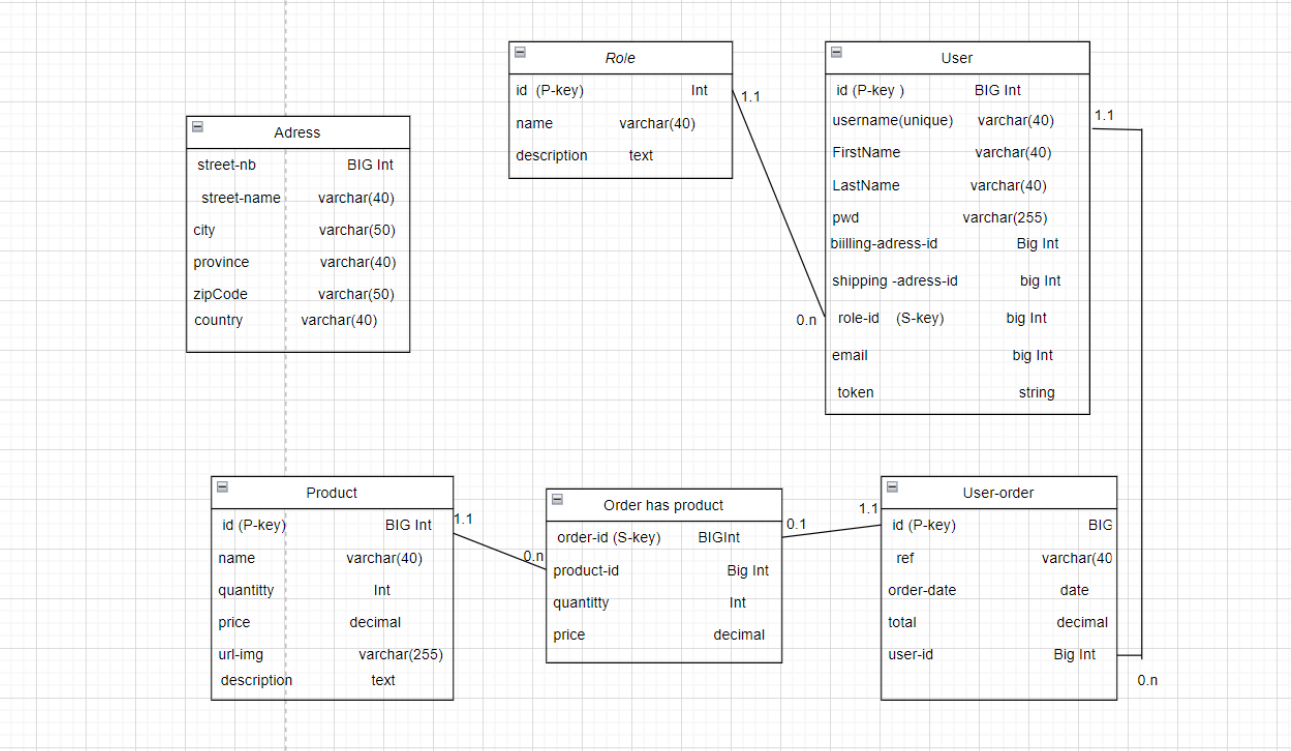 Role
id (P-key) Int
name varchar(40)
description text
1.1
User
id (P-key ) BIG Int
username(unique) varchar(40)
FirstName varchar(40)
LastName varchar(40)
pwd varchar(255)
biilling-adress-id Big Int
shipping -adress-id big Int
role-id (S-key) big Int
email big Int
token string
1.1
0.n
Adress
street-nb BIG Int
street-name varchar(40)
city varchar(50)
province varchar(40)
zipCode varchar(50)
country varchar(40)
Product
id (P-key) BIG Int
name varchar(40)
quantitty Int
price decimal
url-img varchar(255)
description text
1.1
0.n
Order has product
order-id (S-key) BIGInt
product-id Big Int
quantitty Int
price decimal
0.1
1.1
User-order
id (P-key) BIG
ref varchar(40
order-date date
total decimal
user-id Big Int
0.n